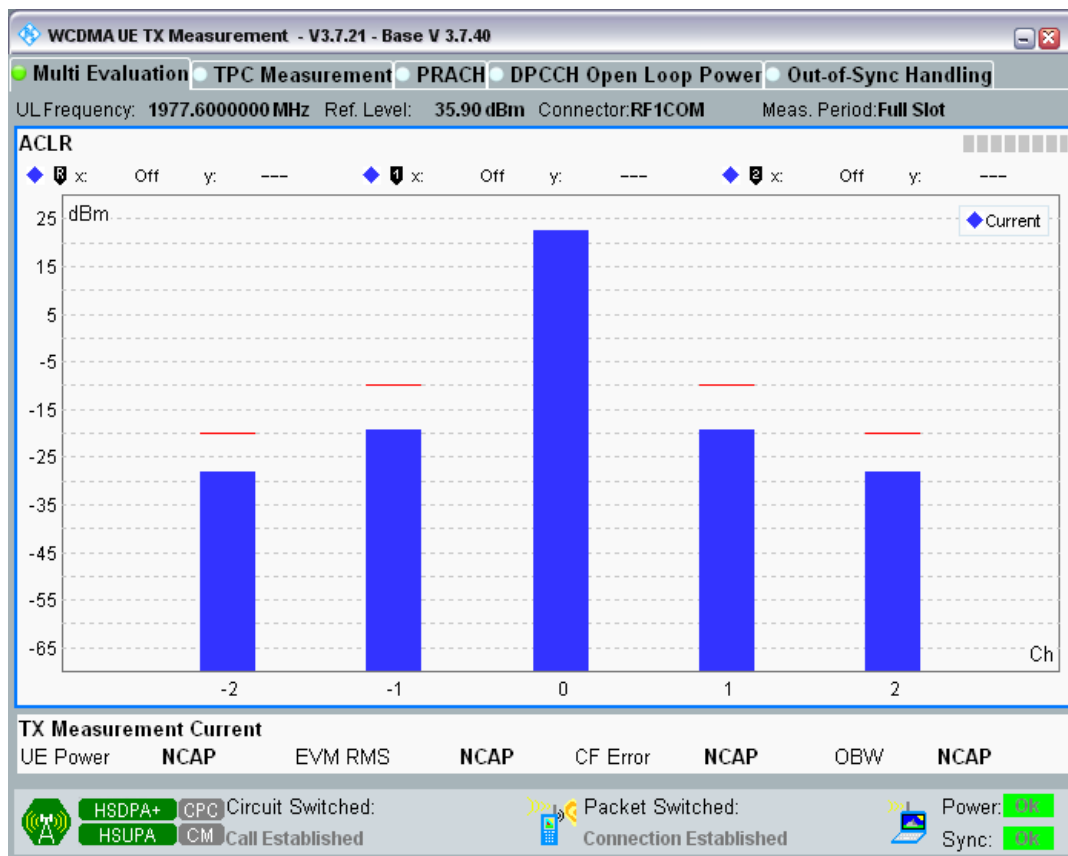 WCDMA UE TX Measurement - V3.7.21 - Base V 3.7.40
Multi Evaluation TPC Measurement PRACH DPCCH Open Loop Power Out-of-Sync Handling
UL Frequency: 1977.6000000 MHz Ref. Level: 35.90 dBm Connector:RF1COM Meas. Period:Full Slot
ACLR
R x: Off y: --- 1 x: Off y: --- 2 x: Off y: ---
dBm
Current
25
15
5
-5
-15
-25
-35
-45
-55
-65
Ch
-2 -1 0 1 2
TX Measurement Current
UE Power NCAP EVM RMS NCAP CF Error NCAP OBW NCAP
HSDPA+ CPC Circuit Switched: Packet Switched: Power: OK
HSUPA CM Call Established Connection Established Sync: OK